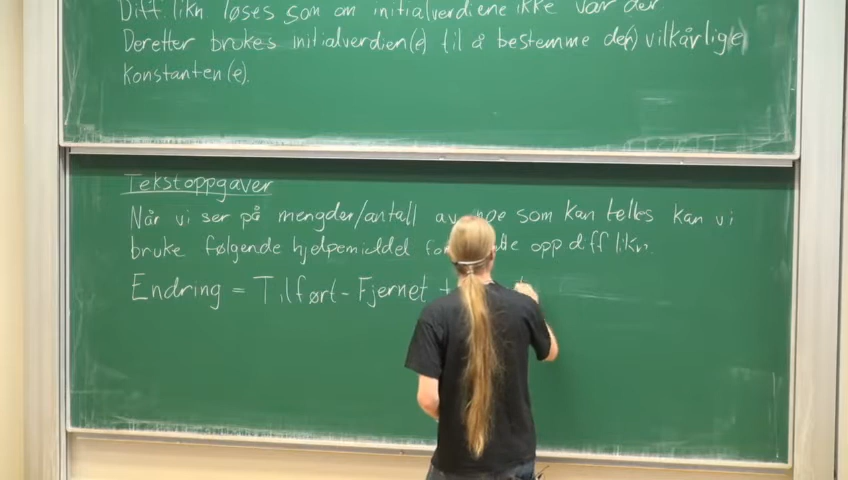 Diff. likn løses som om initialverdiene ikke var der.
Deretter brukes initialverdien(e) til å bestemme de(n) vilkårlige
konstanten(e).
Tekstoppgaver
Når vi ser på mengder/antall av noe som kan telles kan vi
bruke følgende hjelpemiddel for opp diff likn.
Endring = Tilført - Fjernet +